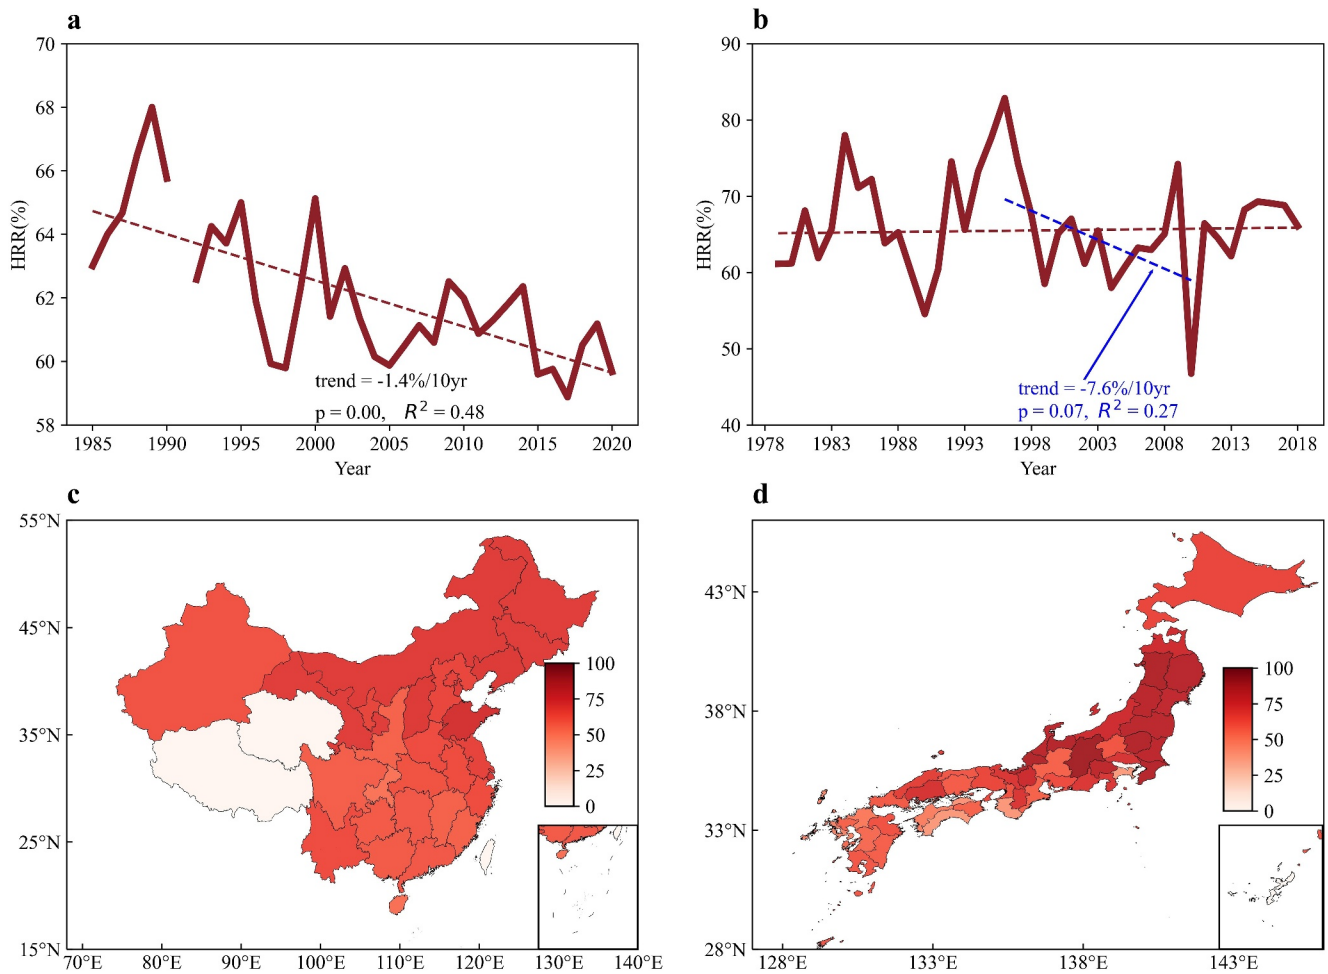 a
70
68
66
64
62
60
58
HRR(%)
trend = -1.4%/10yr
p = 0.00, R² = 0.48
1985 1990 1995 2000 2005 2010 2015 2020
Year
b
90
80
70
60
50
40
HRR(%)
trend = -7.6%/10yr
p = 0.07, R² = 0.27
1978 1983 1988 1993 1998 2003 2008 2013 2018
Year
c
55°N
45°N
35°N
25°N
15°N
100
75
50
25
0
70°E 80°E 90°E 100°E 110°E 120°E 130°E 140°E
d
43°N
38°N
33°N
28°N
100
75
50
25
0
128°E 133°E 138°E 143°E